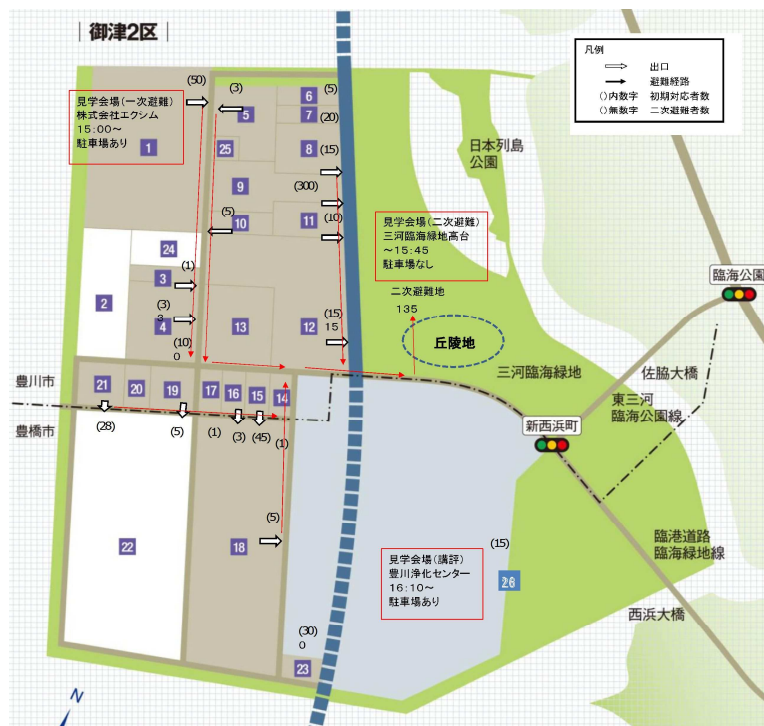 御津2区
凡例
出口
避難経路
()内数字 初期対応者数
()無数字 二次避難者数
見学会場(一次避難)
株式会社エクシム
15:00~
駐車場あり
(50)
(3)
(5)
(20)
(15)
(300)
(10)
(5)
1
5
6
7
8
25
9
10
11
日本列島
公園
見学会場(二次避難)
三河臨海緑地高台
~15:45
駐車場なし
二次避難地
135
丘陵地
臨海公園
24
(1)
3
2
(3)
3
4
(10)
0
13
12
(15)
15
豊川市
豊橋市
21
20
19
17
16
15
14
(28)
(5)
(1)
(3)
(45)
(1)
三河臨海緑地
佐脇大橋
東三河
臨海公園線
新西浜町
22
18
(5)
見学会場(講評)
豊川浄化センター
16:10~
駐車場あり
(15)
26
臨港道路
臨海緑地線
西浜大橋
(30)
0
23
N